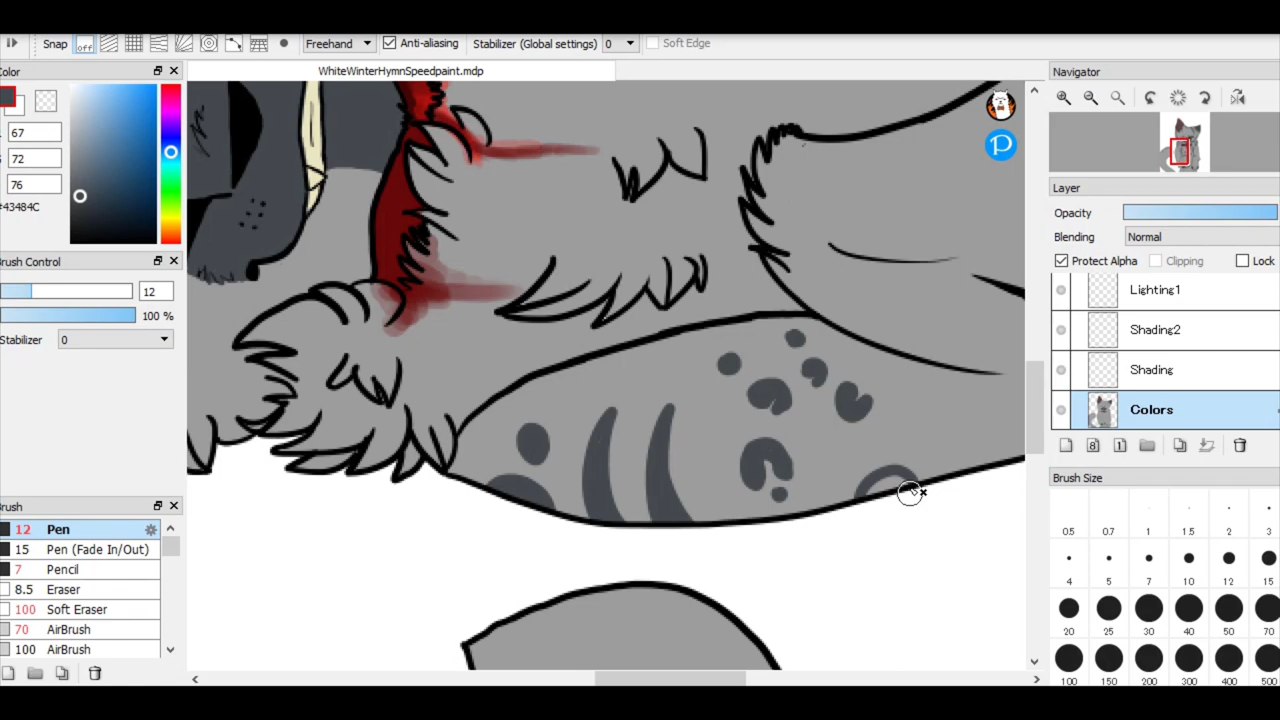 Snap off Freehand Anti-aliasing Stabilizer (Global settings) 0 Soft Edge
Color
WhiteWinterHymnSpeedpaint.mdp
Navigator
67
72
76
#43484C
P
Layer
Opacity
Blending Normal
Protect Alpha Clipping Lock
Brush Control
12
100 %
Stabilizer 0
Lighting1
Shading2
Shading
Colors
8 1
Brush
12 Pen
15 Pen (Fade In/Out)
7 Pencil
8.5 Eraser
100 Soft Eraser
70 AirBrush
100 AirBrush
Brush Size
0.5 0.7 1 1.5 2 3
4 5 7 10 12 15
20 25 30 40 50 70
100 150 200 300 400 500